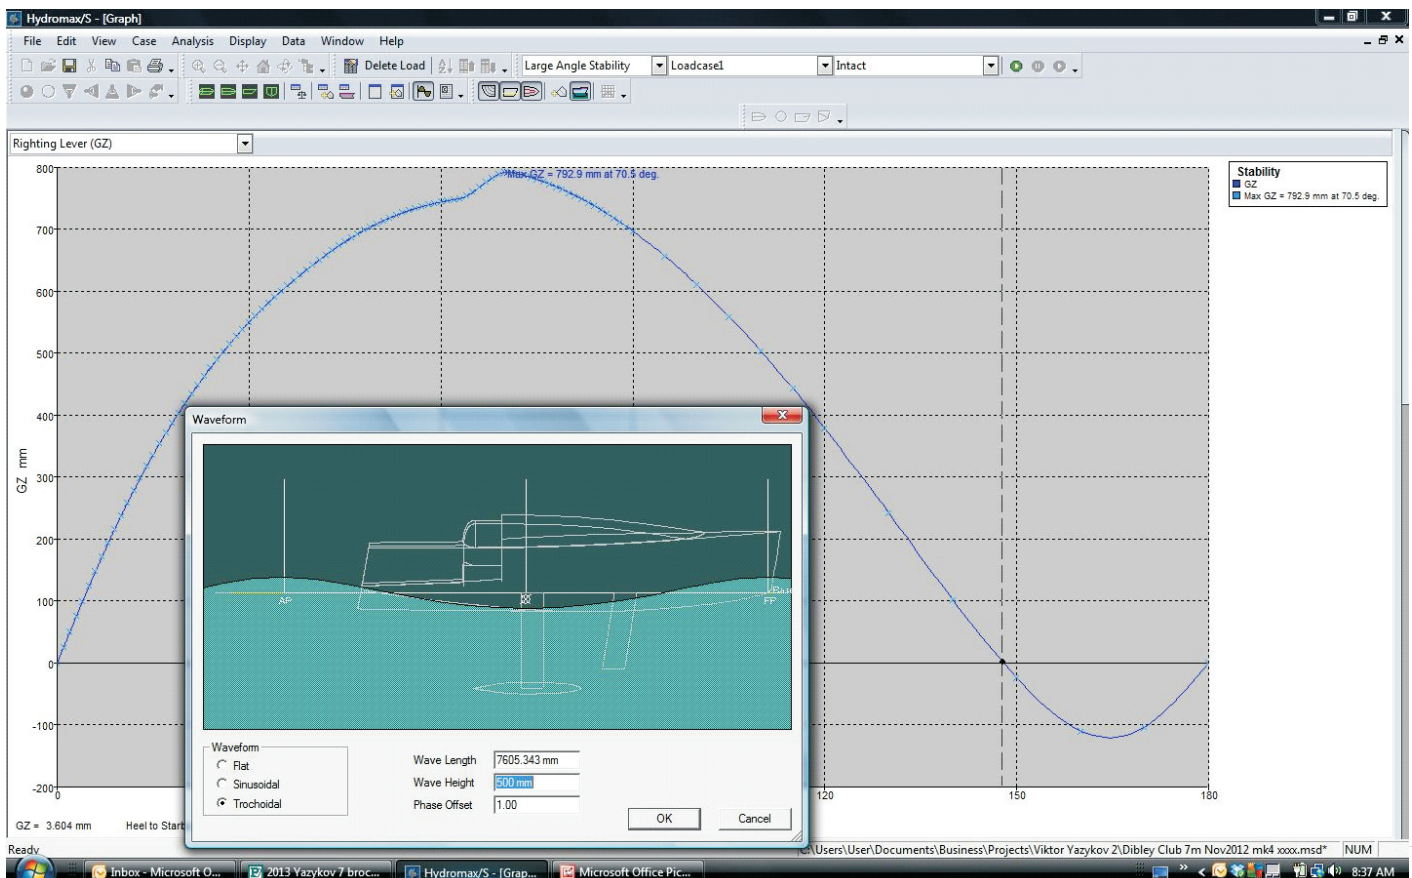 Hydromax/S - [Graph]
File Edit View Case Analysis Display Data Window Help
Delete Load Large Angle Stability Loadcase1 Intact
Righting Lever (GZ)
800
Max GZ = 792.9 mm at 70.5 deg.
Stability
GZ
Max GZ = 792.9 mm at 70.5 deg.
700
600
500
400
300
200
100
0
-100
-200
GZ mm
0
120
150
180
Waveform
AP
FP
Waveform
Flat
Sinusoidal
Trochoidal
Wave Length 7605.343 mm
Wave Height 500 mm
Phase Offset 1.00
OK Cancel
GZ = 3.604 mm Heel to Start
Ready
C:\Users\User\Documents\Business\Projects\Viktor Yazykov 2\Dibley Club 7m Nov2012 mk4 xxxx.msd* NUM
Inbox - Microsoft O... 2013 Yazykov 7 broc... Hydromax/S - [Grap... Microsoft Office Pic... 8:37 AM